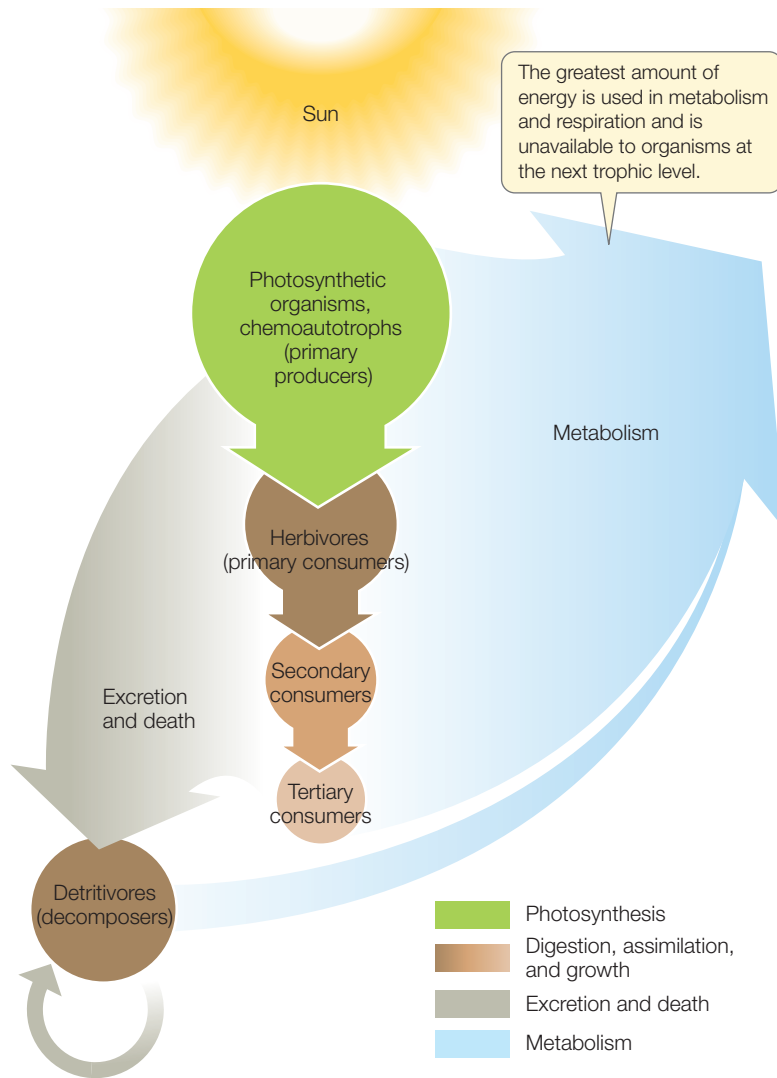 Sun
The greatest amount of
energy is used in metabolism
and respiration and is
unavailable to organisms at
the next trophic level.
Photosynthetic
organisms,
chemoautotrophs
(primary
producers)
Metabolism
Herbivores
(primary consumers)
Secondary
consumers
Excretion
and death
Tertiary
consumers
Detritivores
(decomposers)
Photosynthesis
Digestion, assimilation,
and growth
Excretion and death
Metabolism